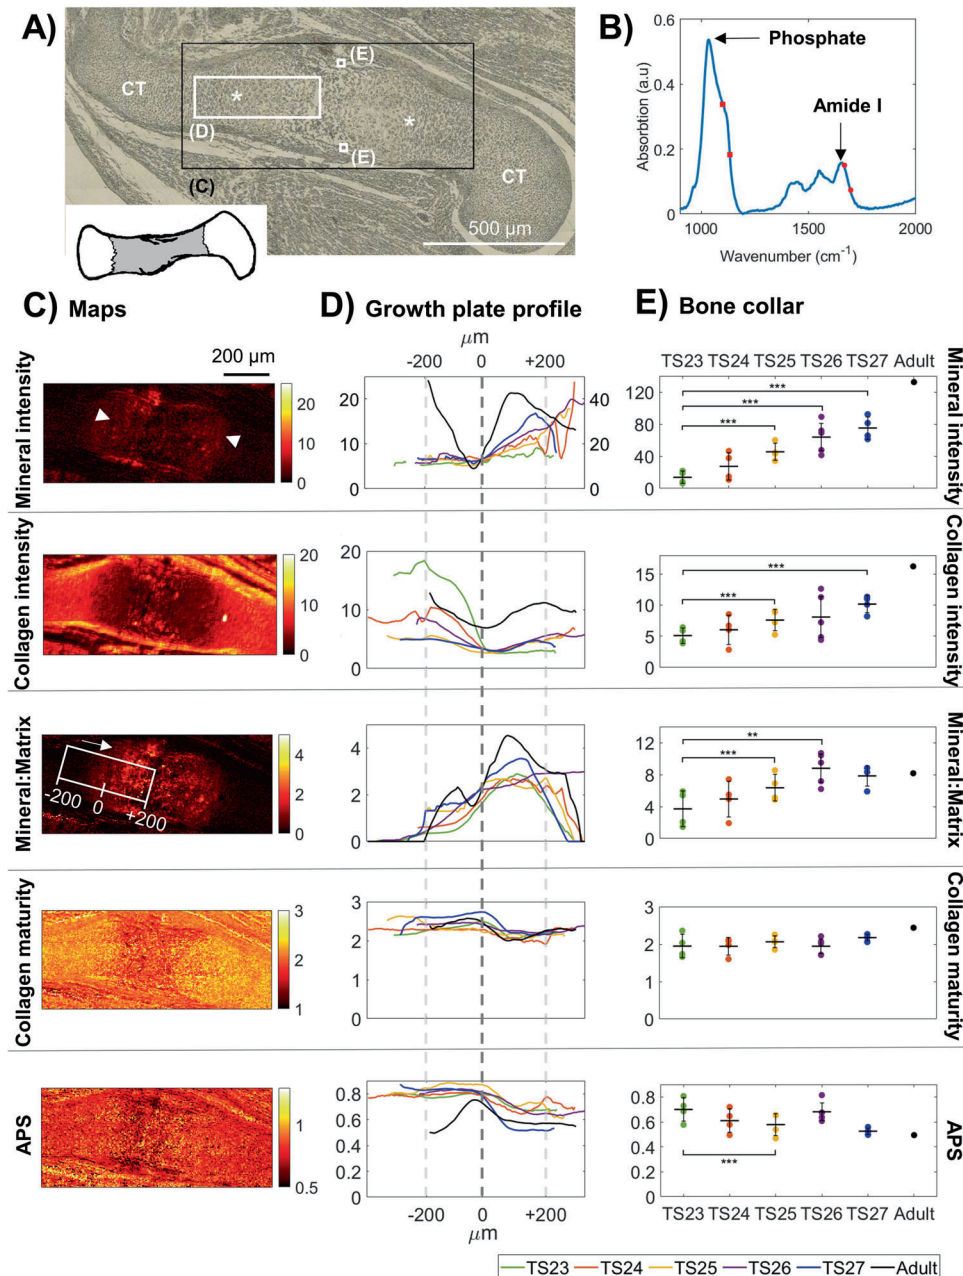 A)
(E)
CT
*
*
(D)
(E)
CT
(C)
500 µm
B)
0.6
Phosphate
0.4
Amide I
0.2
0
Absorbtion (a.u)
1000 1500 2000
Wavenumber (cm-1)
C) Maps
D) Growth plate profile
E) Bone collar
200 µm
µm
-200 0 +200
TS23 TS24 TS25 TS26 TS27 Adult
Mineral intensity
20
10
0
20
15
10
5
0
40
20
0
120
80
40
0
***
***
***
Mineral intensity
Collagen intensity
20
10
0
20
10
0
15
10
5
0
***
***
Collagen intensity
Mineral:Matrix
-200
0
+200
4
2
0
4
2
0
12
8
4
0
**
***
Mineral:Matrix
Collagen maturity
3
2
1
3
2
1
0
3
2
1
0
Collagen maturity
APS
1
0.5
0.8
0.6
0.4
0.2
0
0.8
0.6
0.4
0.2
0
***
APS
-200 0 +200
µm
TS23 TS24 TS25 TS26 TS27 Adult
TS23 TS24 TS25 TS26 TS27 Adult